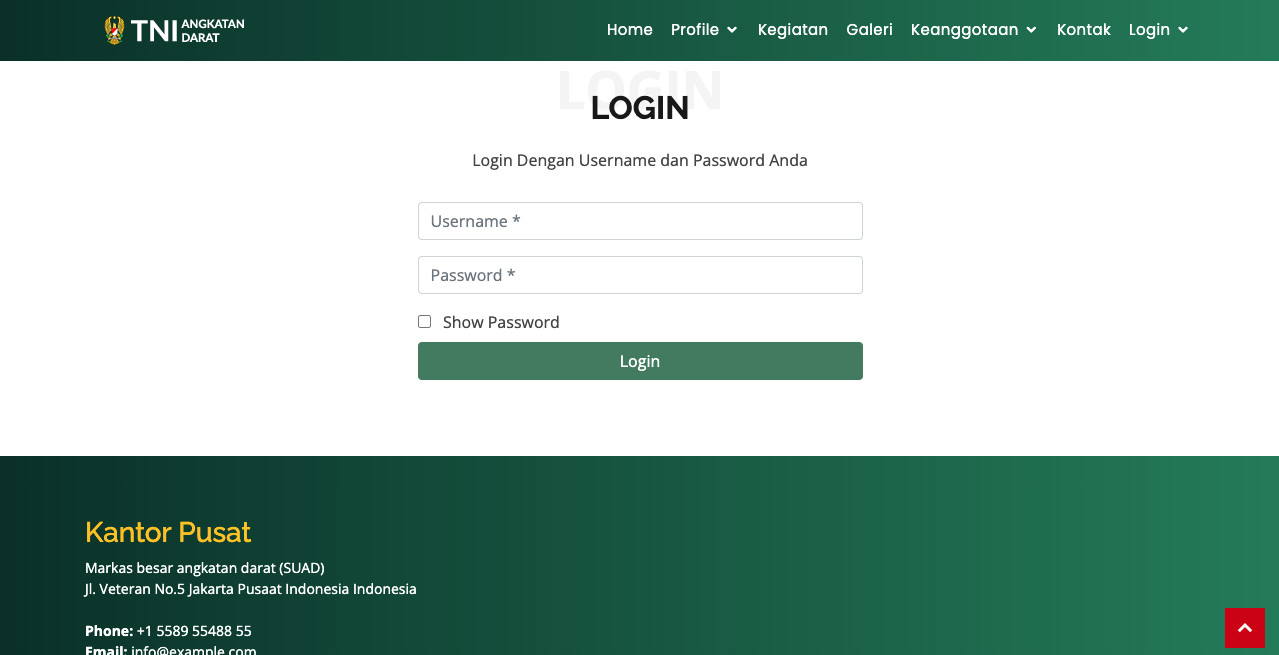 TNI ANGKATAN DARAT
Home Profile Kegiatan Galeri Keanggotaan Kontak Login
LOGIN
LOGIN
Login Dengan Username dan Password Anda
Username *
Password *
Show Password
Login
Kantor Pusat
Markas besar angkatan darat (SUAD)
Jl. Veteran No.5 Jakarta Pusaat Indonesia Indonesia
Phone: +1 5589 55488 55
Email: info@example.com